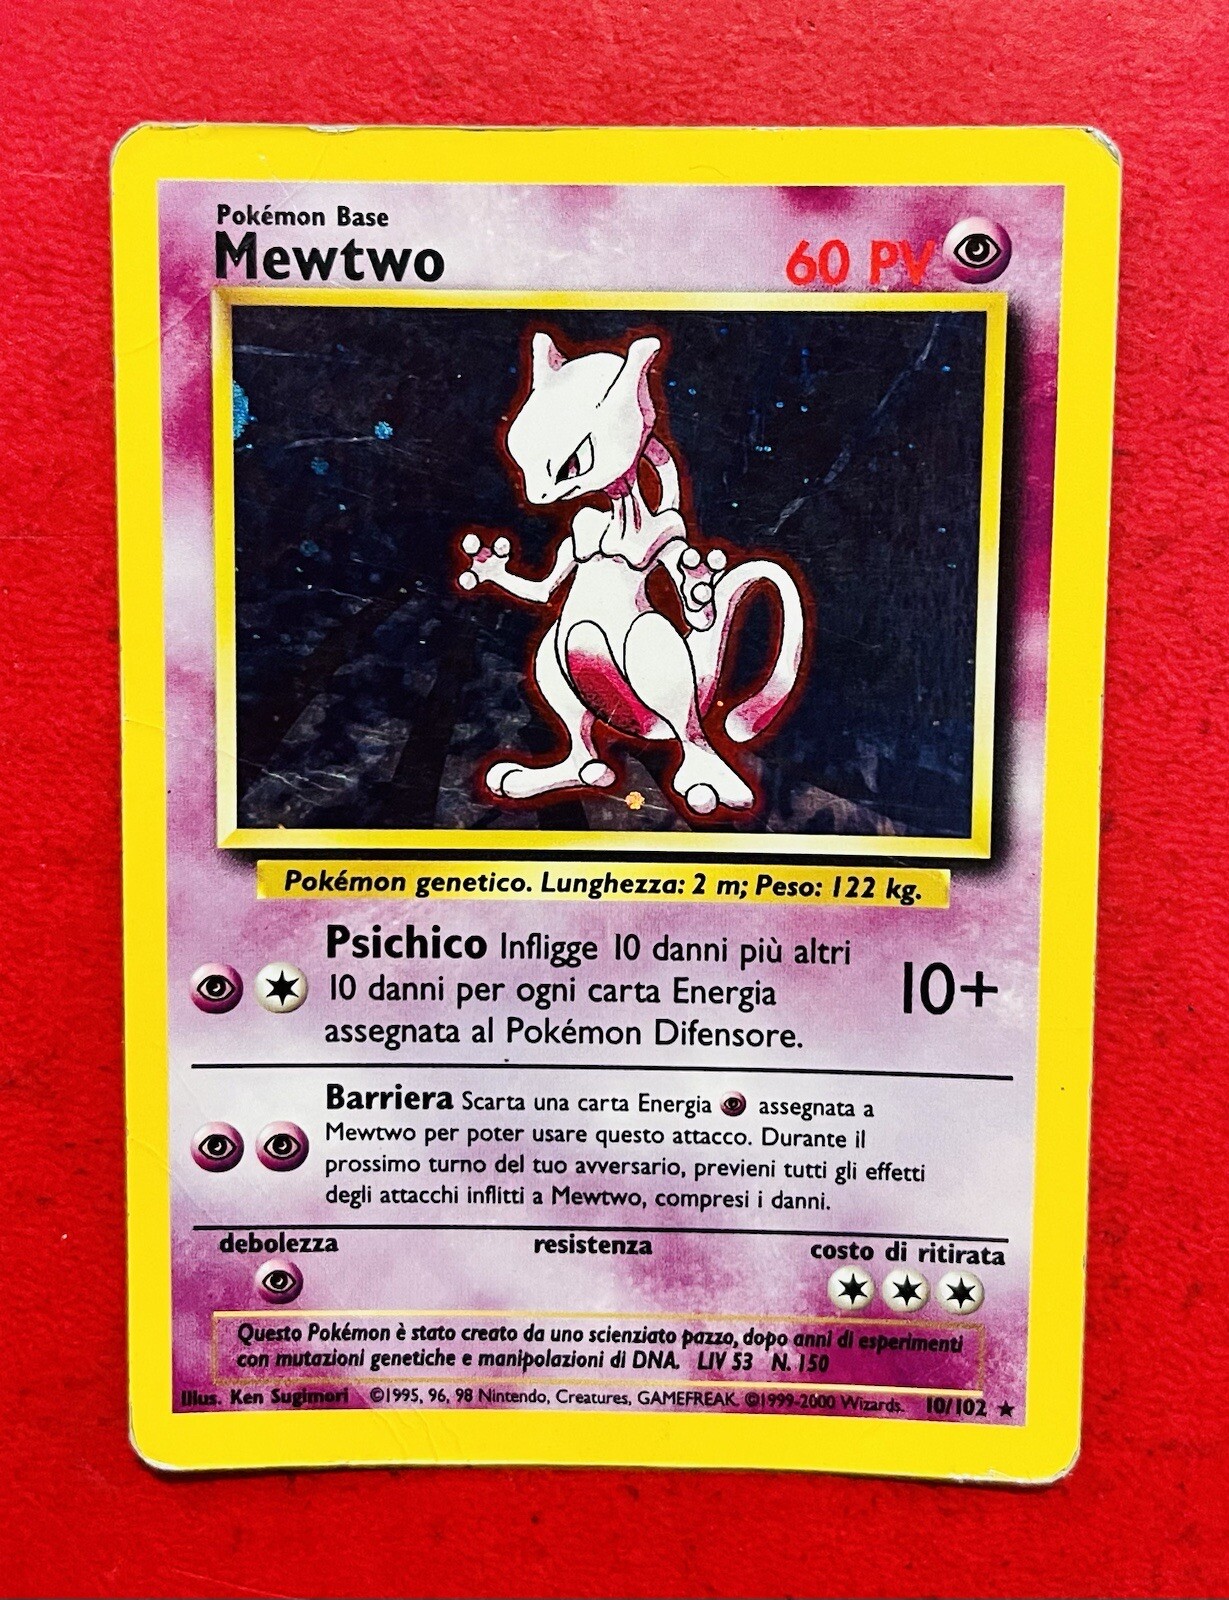 Pokémon Base
Mewtwo
60 PV
Pokémon genetico. Lunghezza: 2 m; Peso: 122 kg.
Psichico Infligge 10 danni più altri
10 danni per ogni carta Energia
assegnata al Pokémon Difensore.
10+
Barriera Scarta una carta Energia assegnata a
Mewtwo per poter usare questo attacco. Durante il
prossimo turno del tuo avversario, previeni tutti gli effetti
degli attacchi inflitti a Mewtwo, compresi i danni.
debolezza resistenza costo di ritirata
Questo Pokémon è stato creato da uno scienziato pazzo, dopo anni di esperimenti
con mutazioni genetiche e manipolazioni di DNA. LIV 53 N. 150
Illus. Ken Sugimori ©1995, 96, 98 Nintendo, Creatures, GAMEFREAK. ©1999-2000 Wizards. 10/102 ★